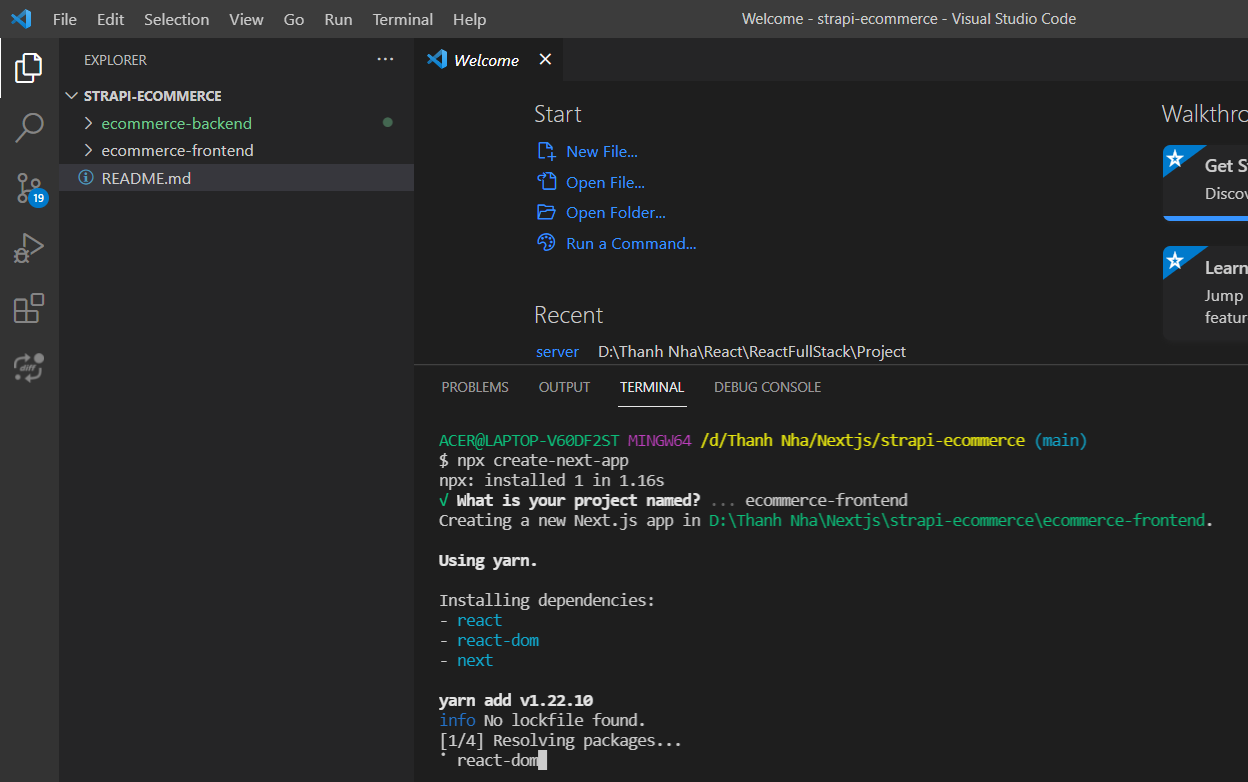 File Edit Selection View Go Run Terminal Help
Welcome - strapi-ecommerce - Visual Studio Code
EXPLORER
...
STRAPI-ECOMMERCE
ecommerce-backend
ecommerce-frontend
README.md
19
diff
Welcome
Start
New File...
Open File...
Open Folder...
Run a Command...
Recent
server D:\Thanh Nha\React\ReactFullStack\Project
Walkthro
Get S
Discov
Learn
Jump
featur
PROBLEMS OUTPUT TERMINAL DEBUG CONSOLE
ACER@LAPTOP-V60DF2ST MINGW64 /d/Thanh Nha/Nextjs/strapi-ecommerce (main)
$ npx create-next-app
npx: installed 1 in 1.16s
√ What is your project named? ... ecommerce-frontend
Creating a new Next.js app in D:\Thanh Nha\Nextjs\strapi-ecommerce\ecommerce-frontend.
Using yarn.
Installing dependencies:
- react
- react-dom
- next
yarn add v1.22.10
info No lockfile found.
[1/4] Resolving packages...
⠁ react-dom